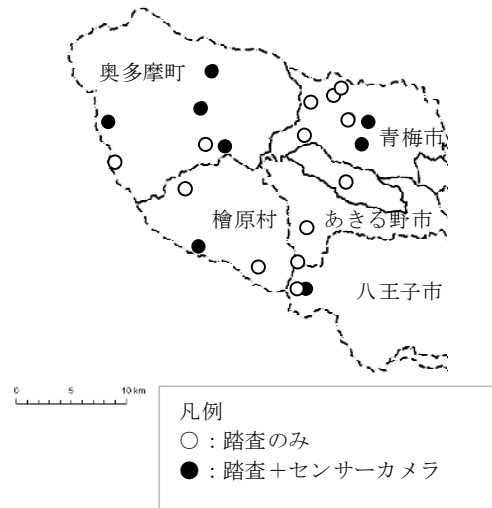 奥多摩町
青梅市
檜原村
あきる野市
八王子市
0 5 10 km
凡例
○：踏査のみ
●：踏査＋センサーカメラ